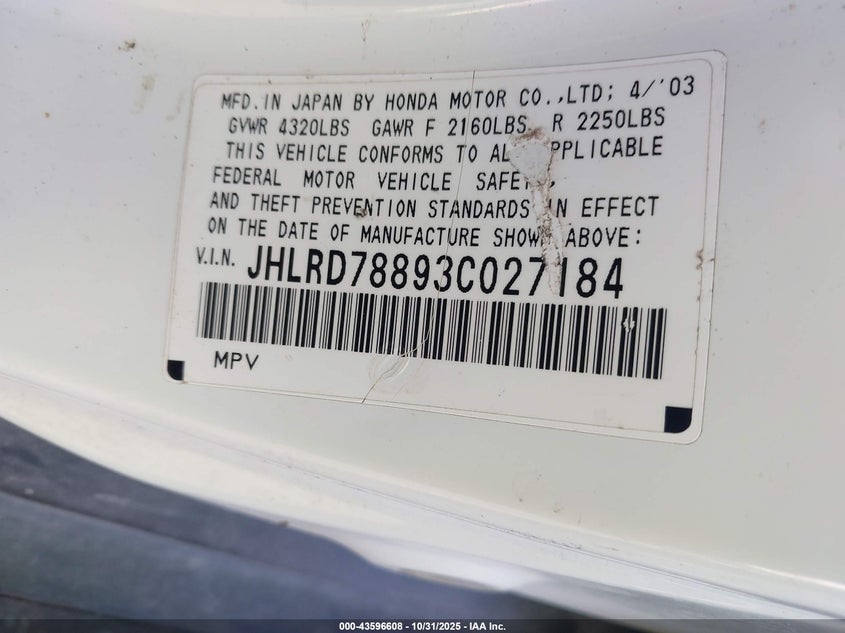 MFD. IN JAPAN BY HONDA MOTOR CO.,LTD; 4/'03
GVWR 4320LBS GAWR F 2160LBS R 2250LBS
THIS VEHICLE CONFORMS TO ALL APPLICABLE
FEDERAL MOTOR VEHICLE SAFETY,
AND THEFT PREVENTION STANDARDS IN EFFECT
ON THE DATE OF MANUFACTURE SHOWN ABOVE:
V.I.N. JHLRD78893C027184
MPV
000-43596608 - 10/31/2025 - IAA Inc.